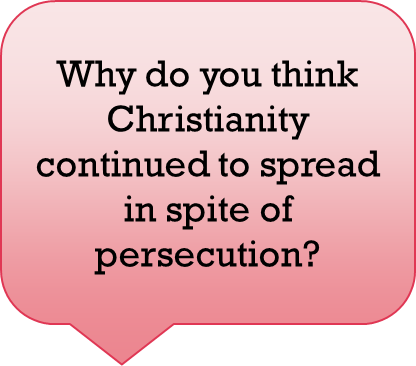 Why do you think
Christianity
continued to spread
in spite of
persecution?